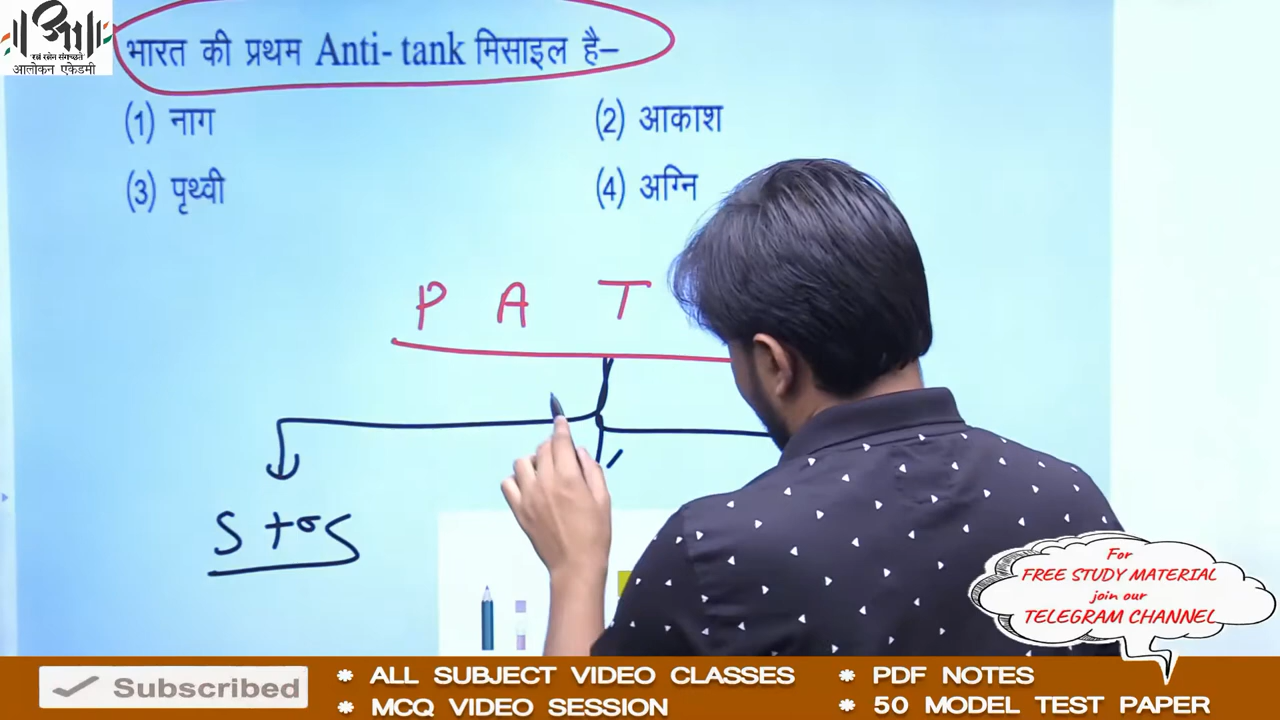 आलोकन एकेडमी
भारत की प्रथम Anti- tank मिसाइल है–
(1) नाग
(2) आकाश
(3) पृथ्वी
(4) अग्नि
P A T
S to S
For
FREE STUDY MATERIAL
join our
TELEGRAM CHANNEL
Subscribed
ALL SUBJECT VIDEO CLASSES
PDF NOTES
MCQ VIDEO SESSION
50 MODEL TEST PAPER